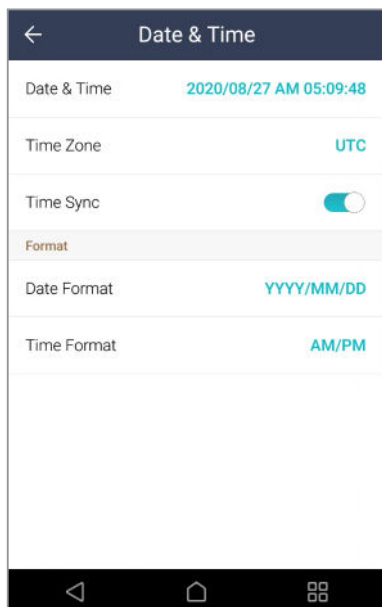 Date & Time
Date & Time 2020/08/27 AM 05:09:48
Time Zone UTC
Time Sync
Format
Date Format YYYY/MM/DD
Time Format AM/PM